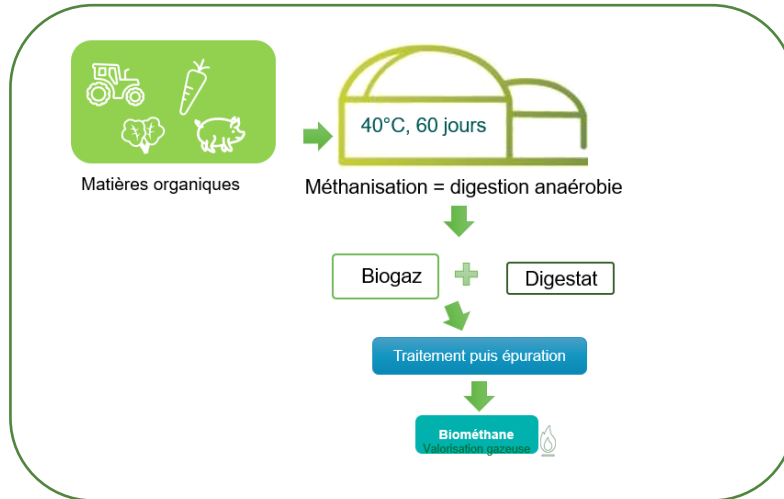 40°C, 60 jours
Matières organiques
Méthanisation = digestion anaérobie
Biogaz
Digestat
Traitement puis épuration
Biométhane
Valorisation gazeuse